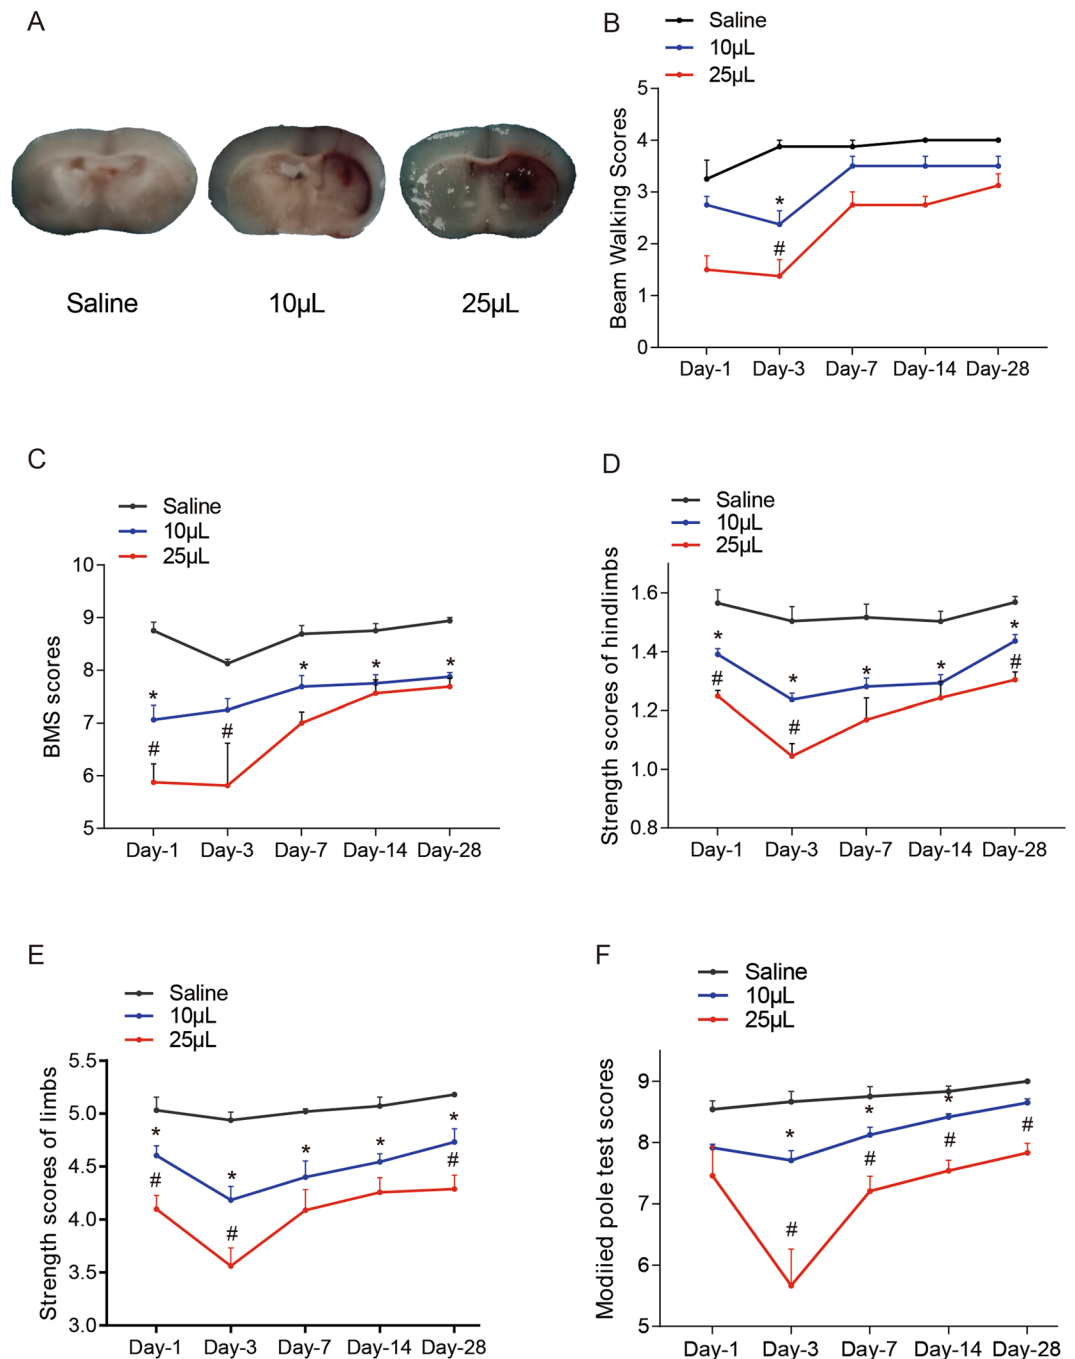 A
Saline
10µL
25µL
B
Saline
10µL
25µL
Beam Walking Scores
5
4
3
2
1
0
*
#
Day-1 Day-3 Day-7 Day-14 Day-28
C
Saline
10µL
25µL
BMS scores
10
9
8
7
6
5
* * * *
# #
Day-1 Day-3 Day-7 Day-14 Day-28
D
Saline
10µL
25µL
Strength scores of hindlimbs
1.6
1.4
1.2
1.0
0.8
* * * * *
# # #
Day-1 Day-3 Day-7 Day-14 Day-28
E
Saline
10µL
25µL
Strength scores of limbs
5.5
5.0
4.5
4.0
3.5
3.0
* * * * *
# # #
Day-1 Day-3 Day-7 Day-14 Day-28
F
Saline
10µL
25µL
Modiied pole test scores
9
8
7
6
5
* * *
# # # #
Day-1 Day-3 Day-7 Day-14 Day-28